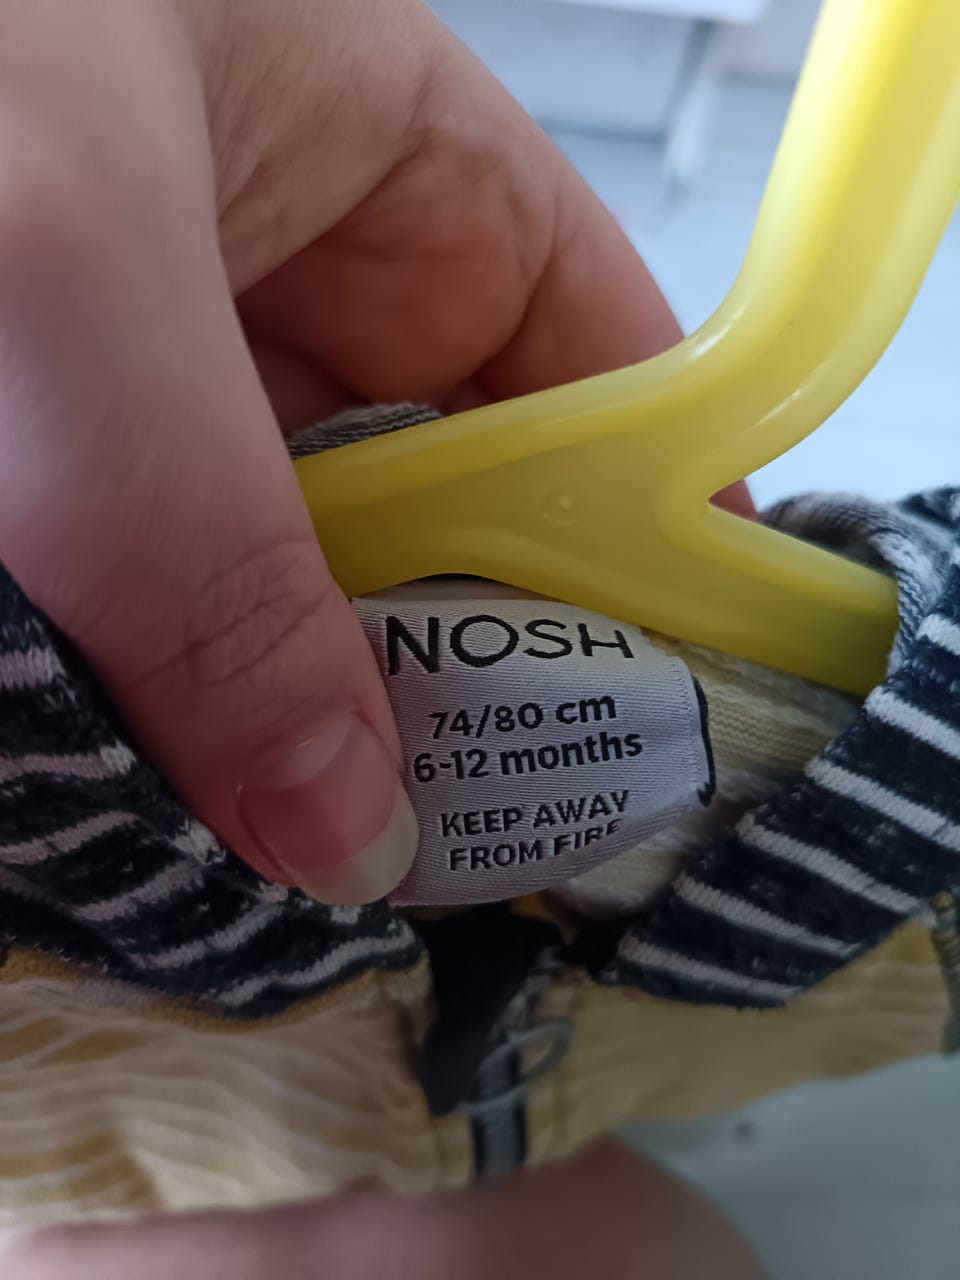 NOSH
74/80 cm
6-12 months
KEEP AWAY
FROM FIRE